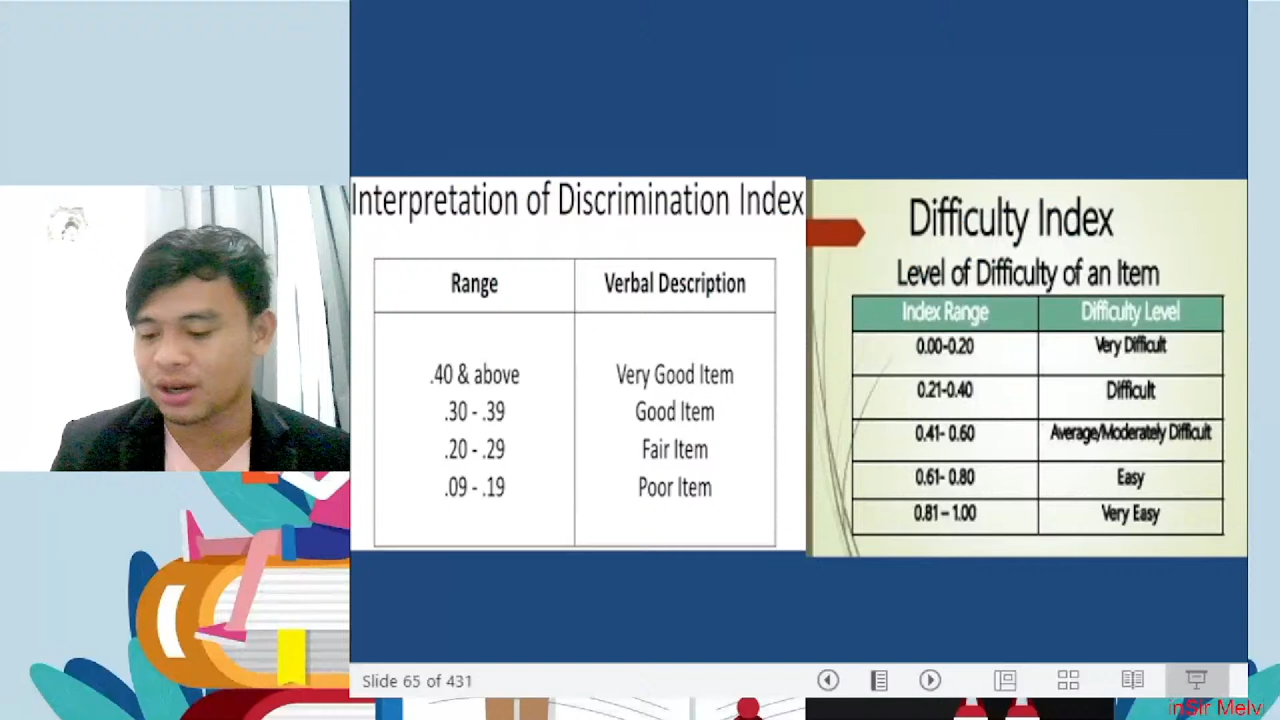 Interpretation of Discrimination Index
Range Verbal Description
.40 & above Very Good Item
.30 - .39 Good Item
.20 - .29 Fair Item
.09 - .19 Poor Item
Difficulty Index
Level of Difficulty of an Item
Index Range Difficulty Level
0.00-0.20 Very Difficult
0.21-0.40 Difficult
0.41- 0.60 Average/Moderately Difficult
0.61- 0.80 Easy
0.81 – 1.00 Very Easy
Slide 65 of 431
inSir Melvi